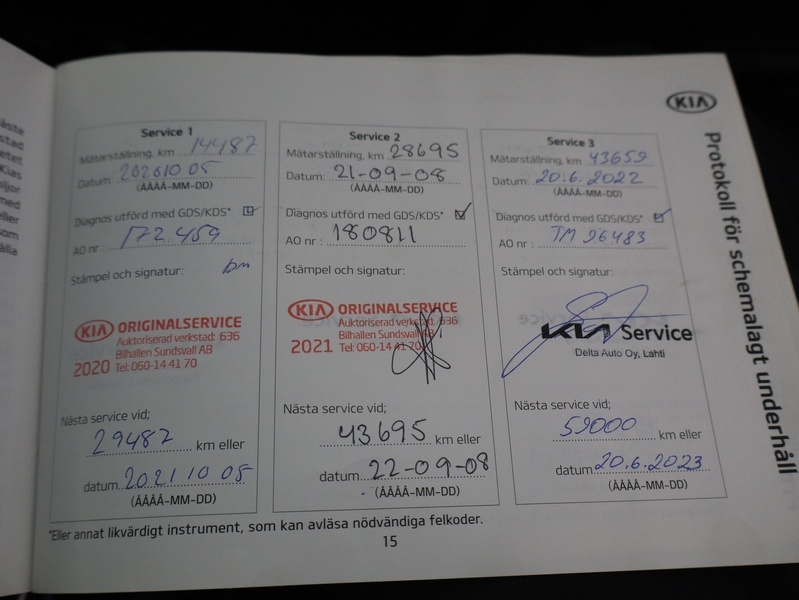 KIA
Protokoll för schemalagt underhåll
Service 1
Mätarställning, km 14487
Datum: 20201005
(ÅÅÅÅ-MM-DD)
Diagnos utförd med GDS/KDS*
AO nr : 172459
Stämpel och signatur:
KIA ORIGINALSERVICE
Auktoriserad verkstad: 636
Bilhallen Sundsvall AB
2020 Tel: 060-14 41 70
Nästa service vid;
29487 km eller
datum 20211005
(ÅÅÅÅ-MM-DD)
Service 2
Mätarställning, km 28695
Datum: 21-09-08
(ÅÅÅÅ-MM-DD)
Diagnos utförd med GDS/KDS*
AO nr : 180811
Stämpel och signatur:
KIA ORIGINALSERVICE
Auktoriserad verkstad: 636
Bilhallen Sundsvall AB
2021 Tel: 060-14 41 70
Nästa service vid;
43695 km eller
datum 22-09-08
(ÅÅÅÅ-MM-DD)
Service 3
Mätarställning, km 43659
Datum: 20.6.2022
(ÅÅÅÅ-MM-DD)
Diagnos utförd med GDS/KDS*
AO nr : TM 96483
Stämpel och signatur:
KIA Service
Delta Auto Oy, Lahti
Nästa service vid;
59000 km eller
datum 20.6.2023
(ÅÅÅÅ-MM-DD)
*Eller annat likvärdigt instrument, som kan avläsa nödvändiga felkoder.
15